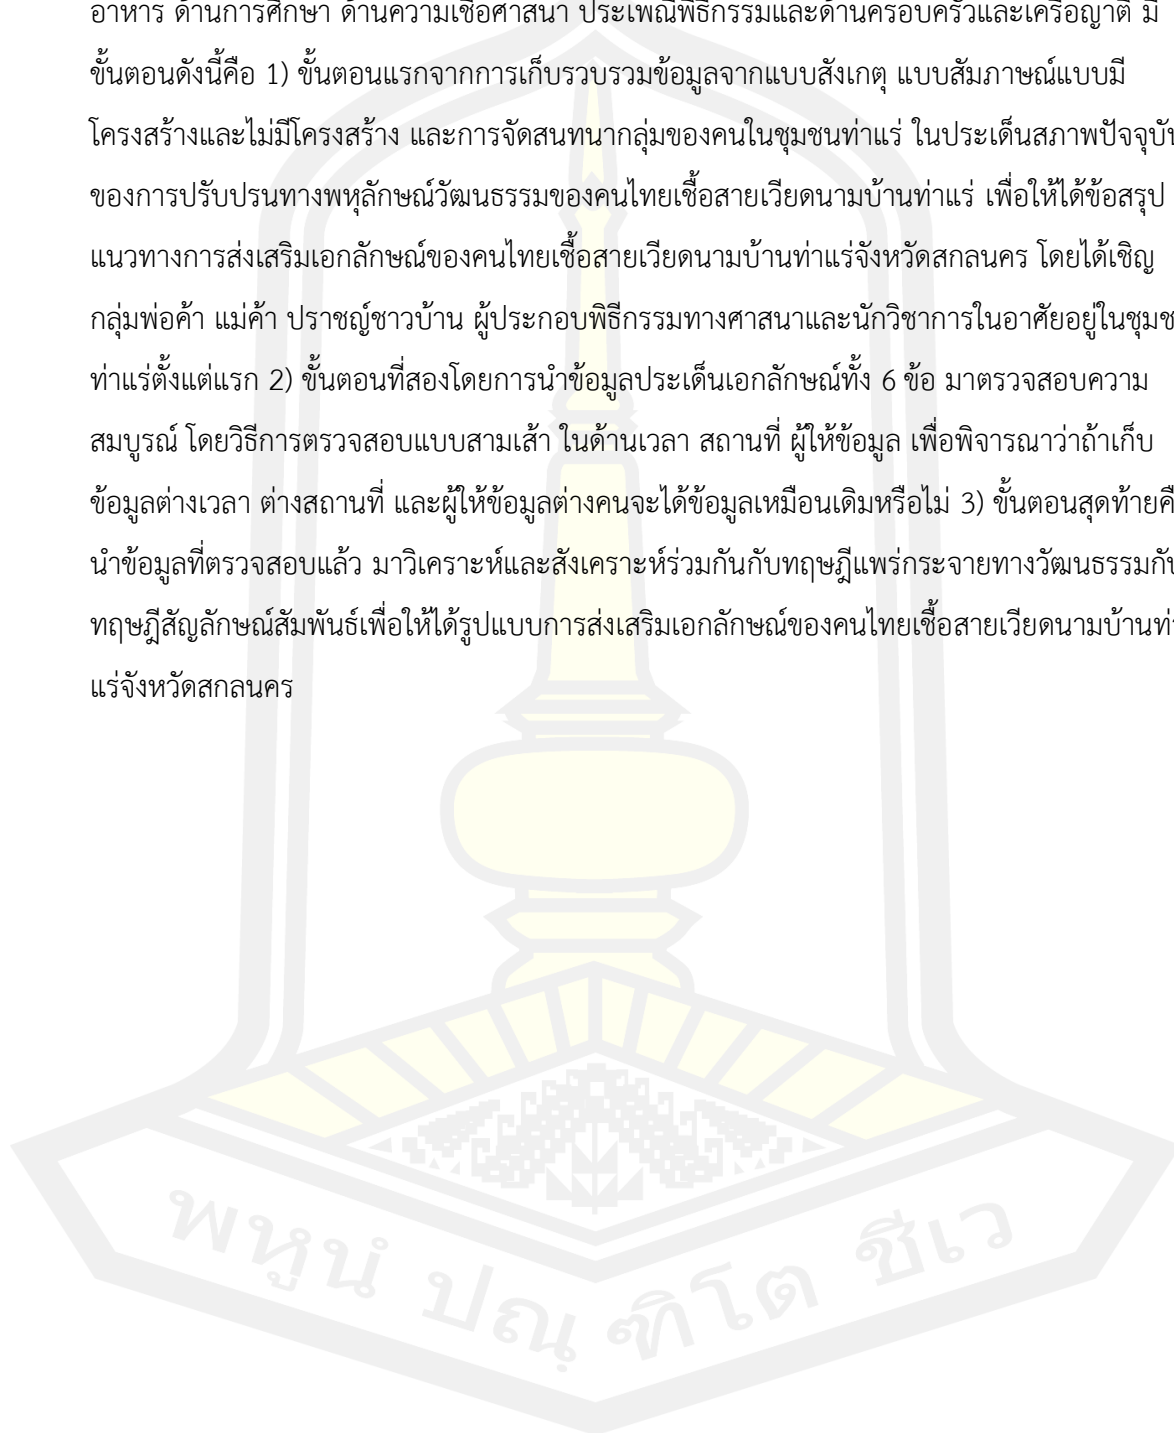 อาหาร ด้านการศึกษา ด้านความเชื่อศาสนา ประเพณีพิธีกรรมและด้านครอบครัวและเครือญาติ มี
ขั้นตอนดังนี้คือ 1) ขั้นตอนแรกจากการเก็บรวบรวมข้อมูลจากแบบสังเกตุ แบบสัมภาษณ์แบบมี
โครงสร้างและไม่มีโครงสร้าง และการจัดสนทนากลุ่มของคนในชุมชนท่าแร่ ในประเด็นสภาพปัจจุบัน
ของการปรับปรนทางพหุลักษณ์วัฒนธรรมของคนไทยเชื้อสายเวียดนามบ้านท่าแร่ เพื่อให้ได้ข้อสรุป
แนวทางการส่งเสริมเอกลักษณ์ของคนไทยเชื้อสายเวียดนามบ้านท่าแร่จังหวัดสกลนคร โดยได้เชิญ
กลุ่มพ่อค้า แม่ค้า ปราชญ์ชาวบ้าน ผู้ประกอบพิธีกรรมทางศาสนาและนักวิชาการในอาศัยอยู่ในชุมช
ท่าแร่ตั้งแต่แรก 2) ขั้นตอนที่สองโดยการนำข้อมูลประเด็นเอกลักษณ์ทั้ง 6 ข้อ มาตรวจสอบความ
สมบูรณ์ โดยวิธีการตรวจสอบแบบสามเส้า ในด้านเวลา สถานที่ ผู้ให้ข้อมูล เพื่อพิจารณาว่าถ้าเก็บ
ข้อมูลต่างเวลา ต่างสถานที่ และผู้ให้ข้อมูลต่างคนจะได้ข้อมูลเหมือนเดิมหรือไม่ 3) ขั้นตอนสุดท้ายคื
นำข้อมูลที่ตรวจสอบแล้ว มาวิเคราะห์และสังเคราะห์ร่วมกันกับทฤษฎีแพร่กระจายทางวัฒนธรรมกับ
ทฤษฎีสัญลักษณ์สัมพันธ์เพื่อให้ได้รูปแบบการส่งเสริมเอกลักษณ์ของคนไทยเชื้อสายเวียดนามบ้านท่า
แร่จังหวัดสกลนคร
พหูนํ ปณฺ ฑิโต ชีเว